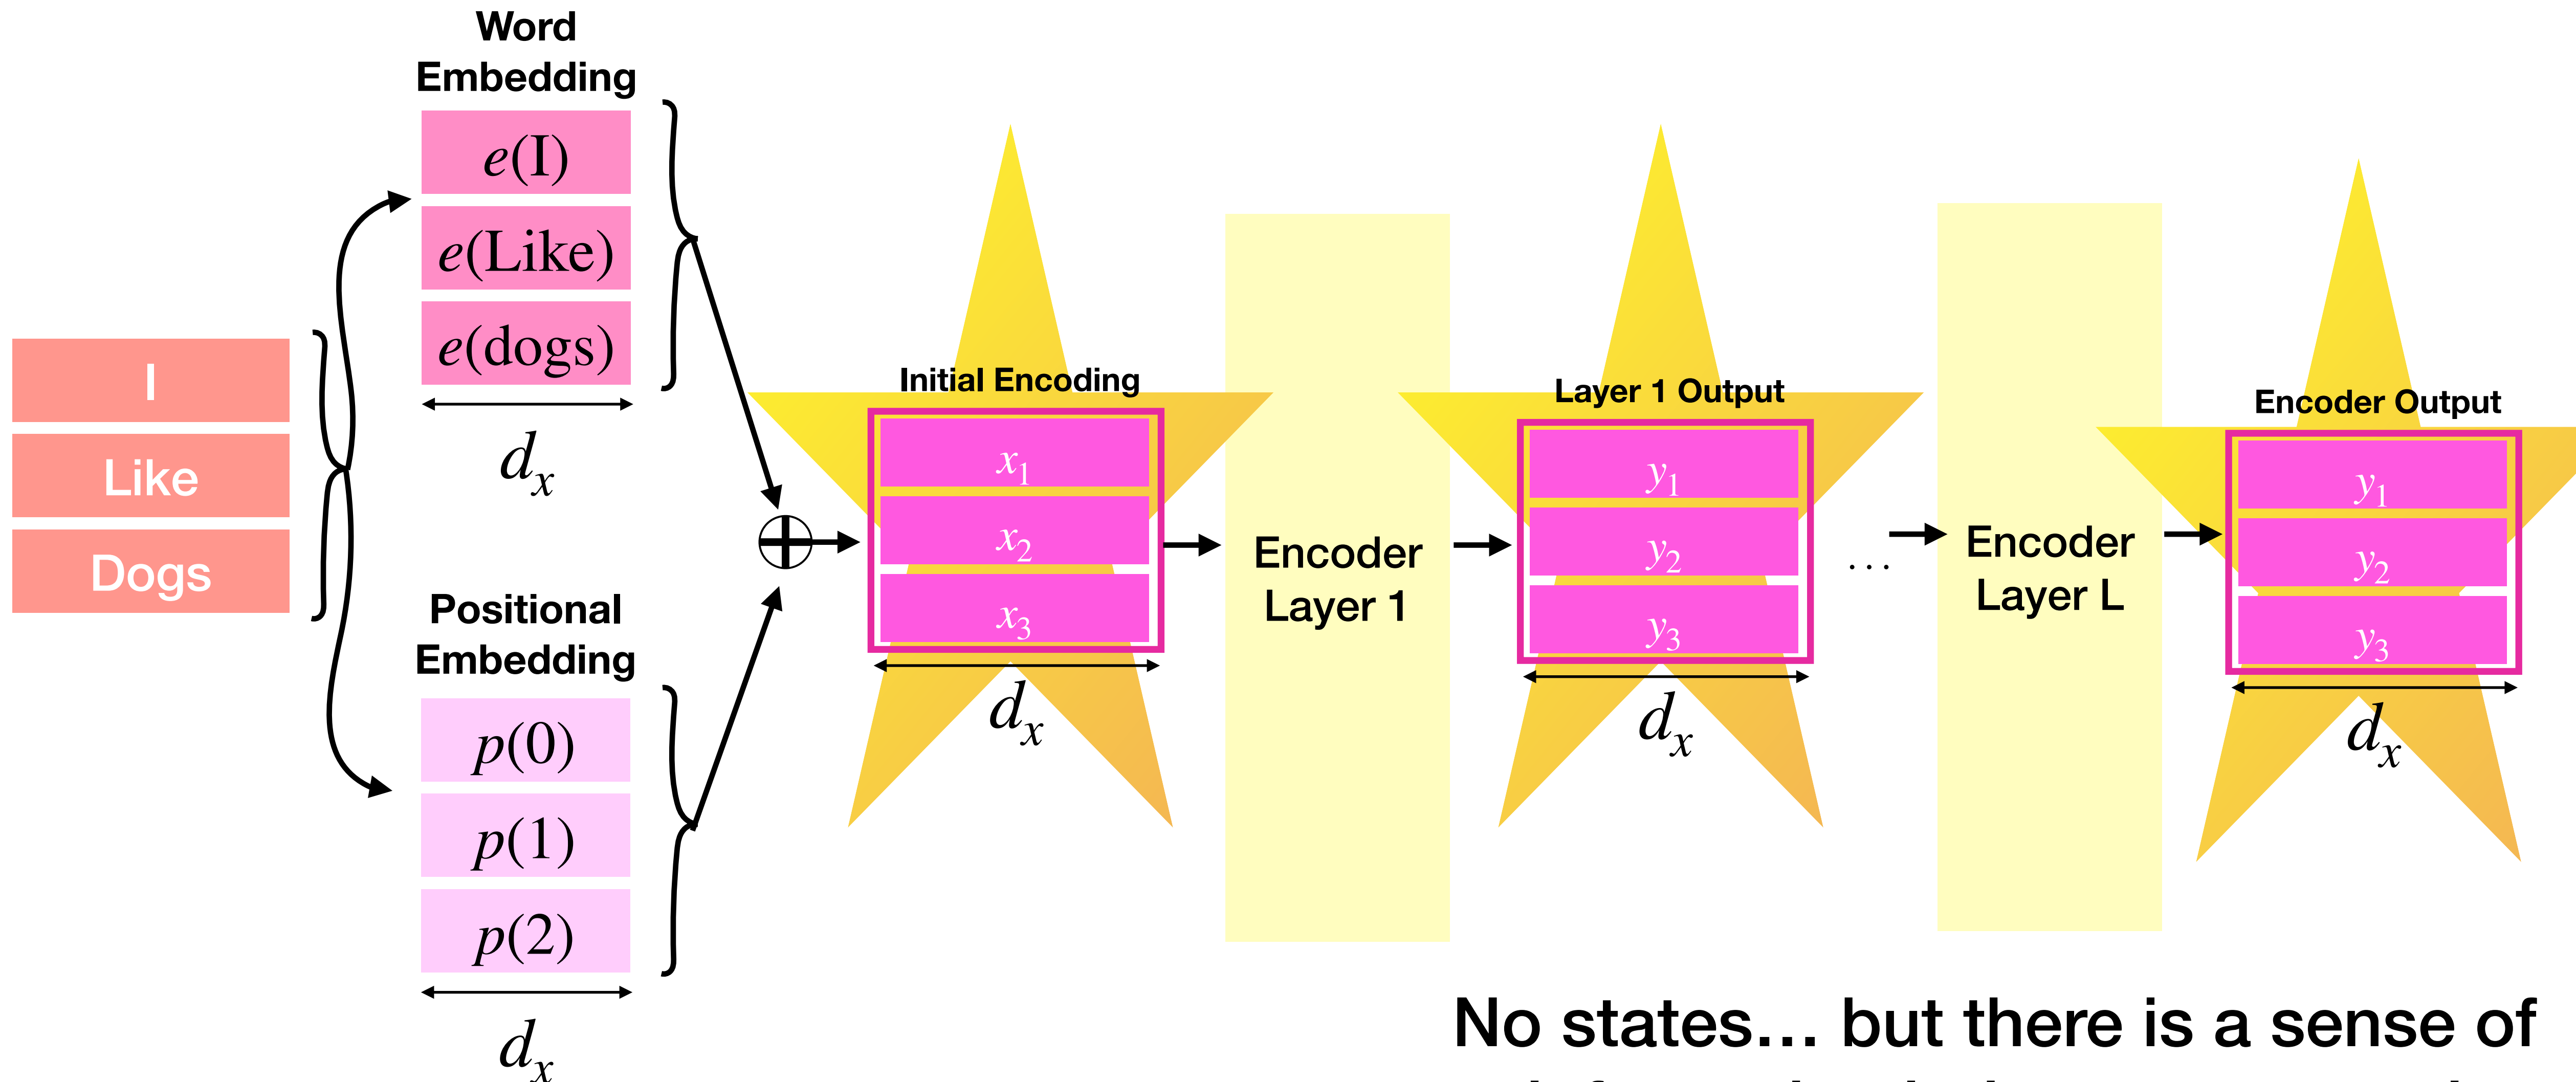 Word
Embedding
e(I)
e(Like)
e(dogs)
d_x
I
Like
Dogs
Positional
Embedding
p(0)
p(1)
p(2)
d_x
Initial Encoding
x_1
x_2
x_3
d_x
Encoder
Layer 1
Layer 1 Output
y_1
y_2
y_3
d_x
...
Encoder
Layer L
Encoder Output
y_1
y_2
y_3
d_x
No states... but there is a sense of